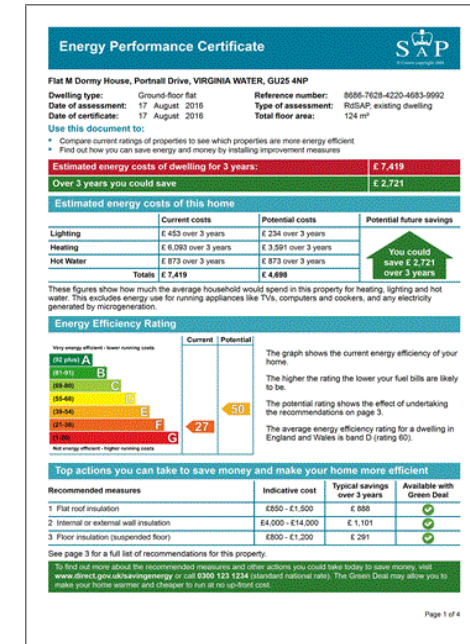 Energy Performance Certificate
SAP
Flat M Dormy House, Portnall Drive, VIRGINIA WATER, GU25 4NP
Dwelling type: Ground-floor flat Reference number: 8686-7628-4220-4683-9992
Date of assessment: 17 August 2016 Type of assessment: RdSAP, existing dwelling
Date of certificate: 17 August 2016 Total floor area: 124 m²
Use this document to:
• Compare current ratings of properties to see which properties are more energy efficient
• Find out how you can save energy and money by installing improvement measures
Estimated energy costs of dwelling for 3 years: £ 7,419
Over 3 years you could save £ 2,721
Estimated energy costs of this home
Current costs Potential costs Potential future savings
Lighting £ 453 over 3 years £ 234 over 3 years
Heating £ 6,093 over 3 years £ 3,591 over 3 years
Hot Water £ 873 over 3 years £ 873 over 3 years
Totals £ 7,419 £ 4,698
You could
save £ 2,721
over 3 years
These figures show how much the average household would spend in this property for heating, lighting and hot
water. This excludes energy use for running appliances like TVs, computers and cookers, and any electricity
generated by microgeneration.
Energy Efficiency Rating
Current Potential
Very energy efficient - lower running costs
(92 plus) A
(81-91) B
(69-80) C
(55-68) D
(39-54) E
(21-38) F
(1-20) G
Not energy efficient - higher running costs
27
50
The graph shows the current energy efficiency of your
home.
The higher the rating the lower your fuel bills are likely
to be.
The potential rating shows the effect of undertaking
the recommendations on page 3.
The average energy efficiency rating for a dwelling in
England and Wales is band D (rating 60).
Top actions you can take to save money and make your home more efficient
Recommended measures Indicative cost Typical savings over 3 years Available with Green Deal
1 Flat roof insulation £850 - £1,500 £ 888
2 Internal or external wall insulation £4,000 - £14,000 £ 1,101
3 Floor insulation (suspended floor) £800 - £1,200 £ 291
See page 3 for a full list of recommendations for this property.
To find out more about the recommended measures and other actions you could take today to save money, visit
www.direct.gov.uk/savingenergy or call 0300 123 1234 (standard national rate). The Green Deal may allow you to
make your home warmer and cheaper to run at no up-front cost.
Page 1 of 4